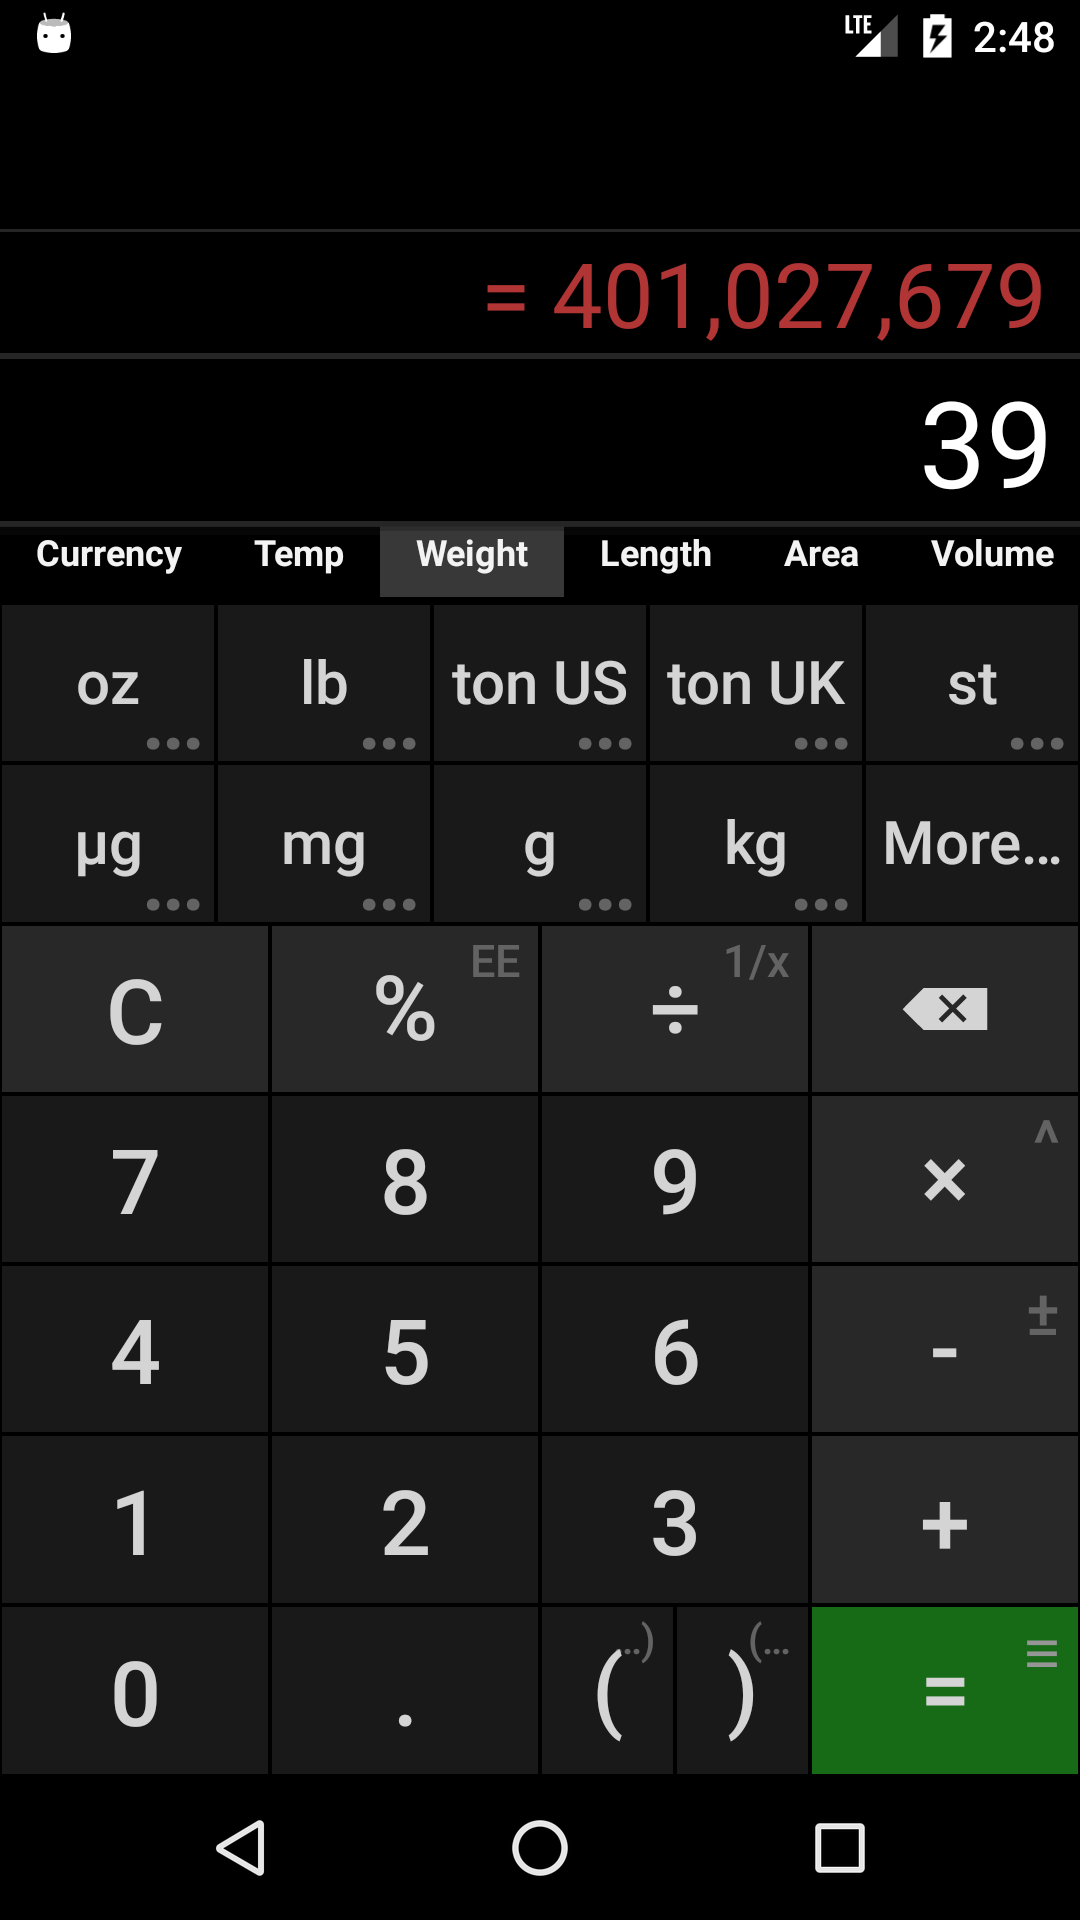 LTE 2:48
= 401,027,679
39
Currency Temp Weight Length Area Volume
oz lb ton US ton UK st
µg mg g kg More...
C % EE ÷ 1/x
7 8 9 × ^
4 5 6 - ±
1 2 3 +
0 . ( ..) ) (... =